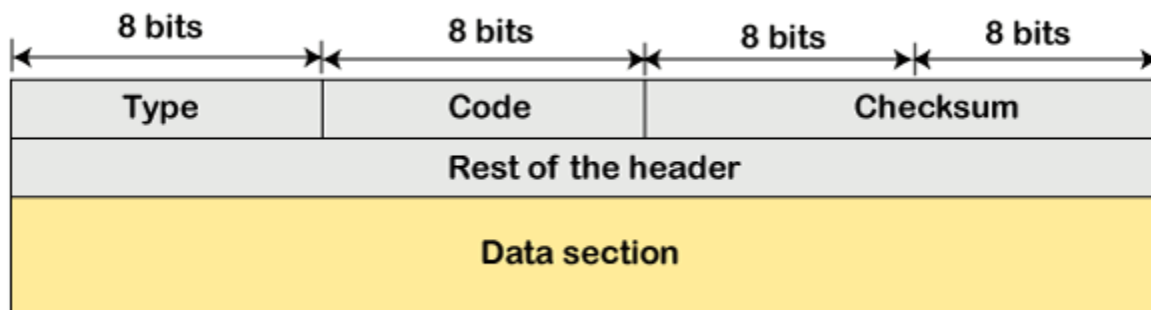 8 bits 8 bits 8 bits 8 bits
Type Code Checksum
Rest of the header
Data section